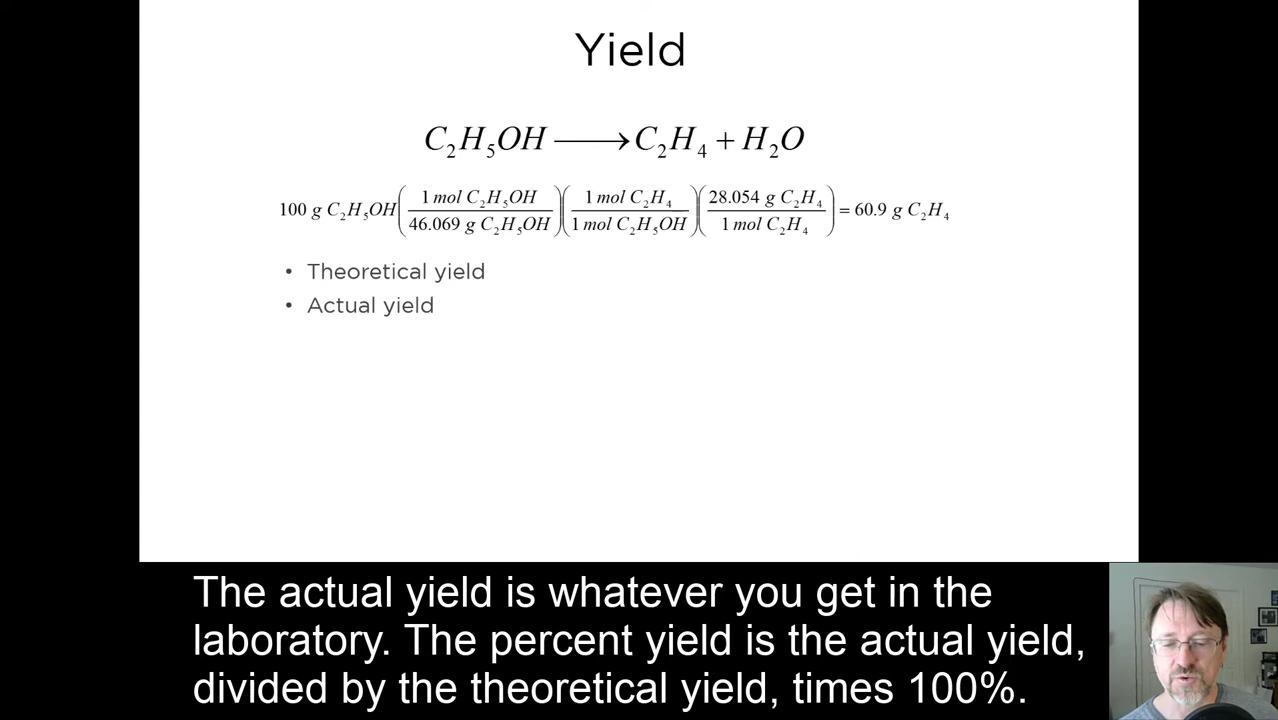 Yield
C₂H₅OH ⟶ C₂H₄ + H₂O
100 g C₂H₅OH (1 mol C₂H₅OH / 46.069 g C₂H₅OH) (1 mol C₂H₄ / 1 mol C₂H₅OH) (28.054 g C₂H₄ / 1 mol C₂H₄) = 60.9 g C₂H₄
• Theoretical yield
• Actual yield
The actual yield is whatever you get in the
laboratory. The percent yield is the actual yield,
divided by the theoretical yield, times 100%.